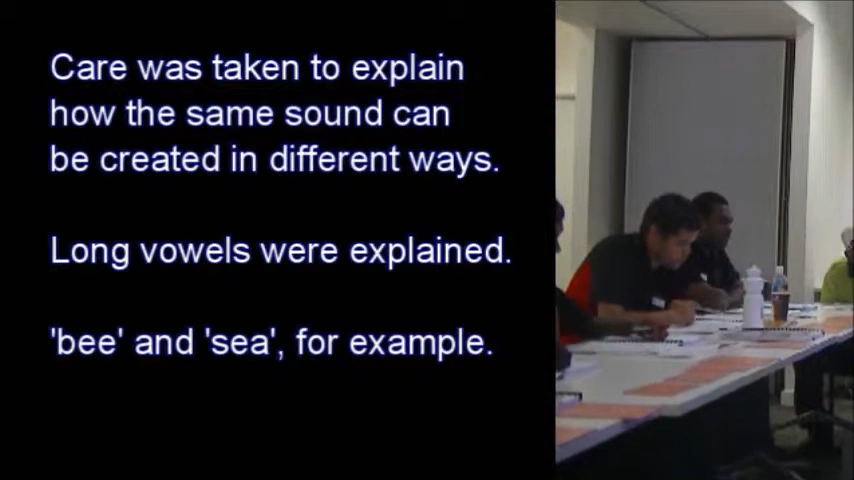 Care was taken to explain
how the same sound can
be created in different ways.
Long vowels were explained.
'bee' and 'sea', for example.